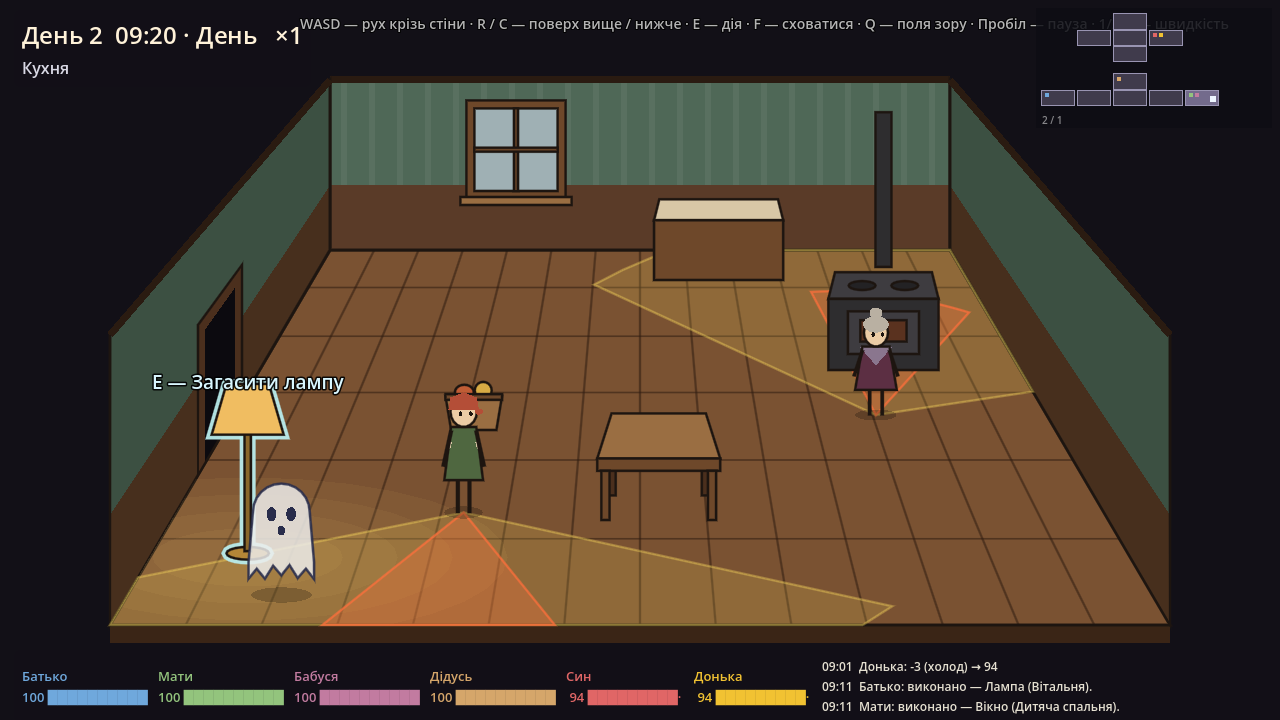 День 2 09:20 · День ×1
WASD — рух крізь стіни · R / C — поверх вище / нижче · E — дія · F — сховатися · Q — поля зору · Пробіл — пауза · 1/ швидкість
Кухня
2 / 1
E — Загасити лампу
Батько
100
Мати
100
Бабуся
100
Дідусь
100
Син
94
Донька
94
09:01 Донька: -3 (холод) → 94
09:11 Батько: виконано — Лампа (Вітальня).
09:11 Мати: виконано — Вікно (Дитяча спальня).